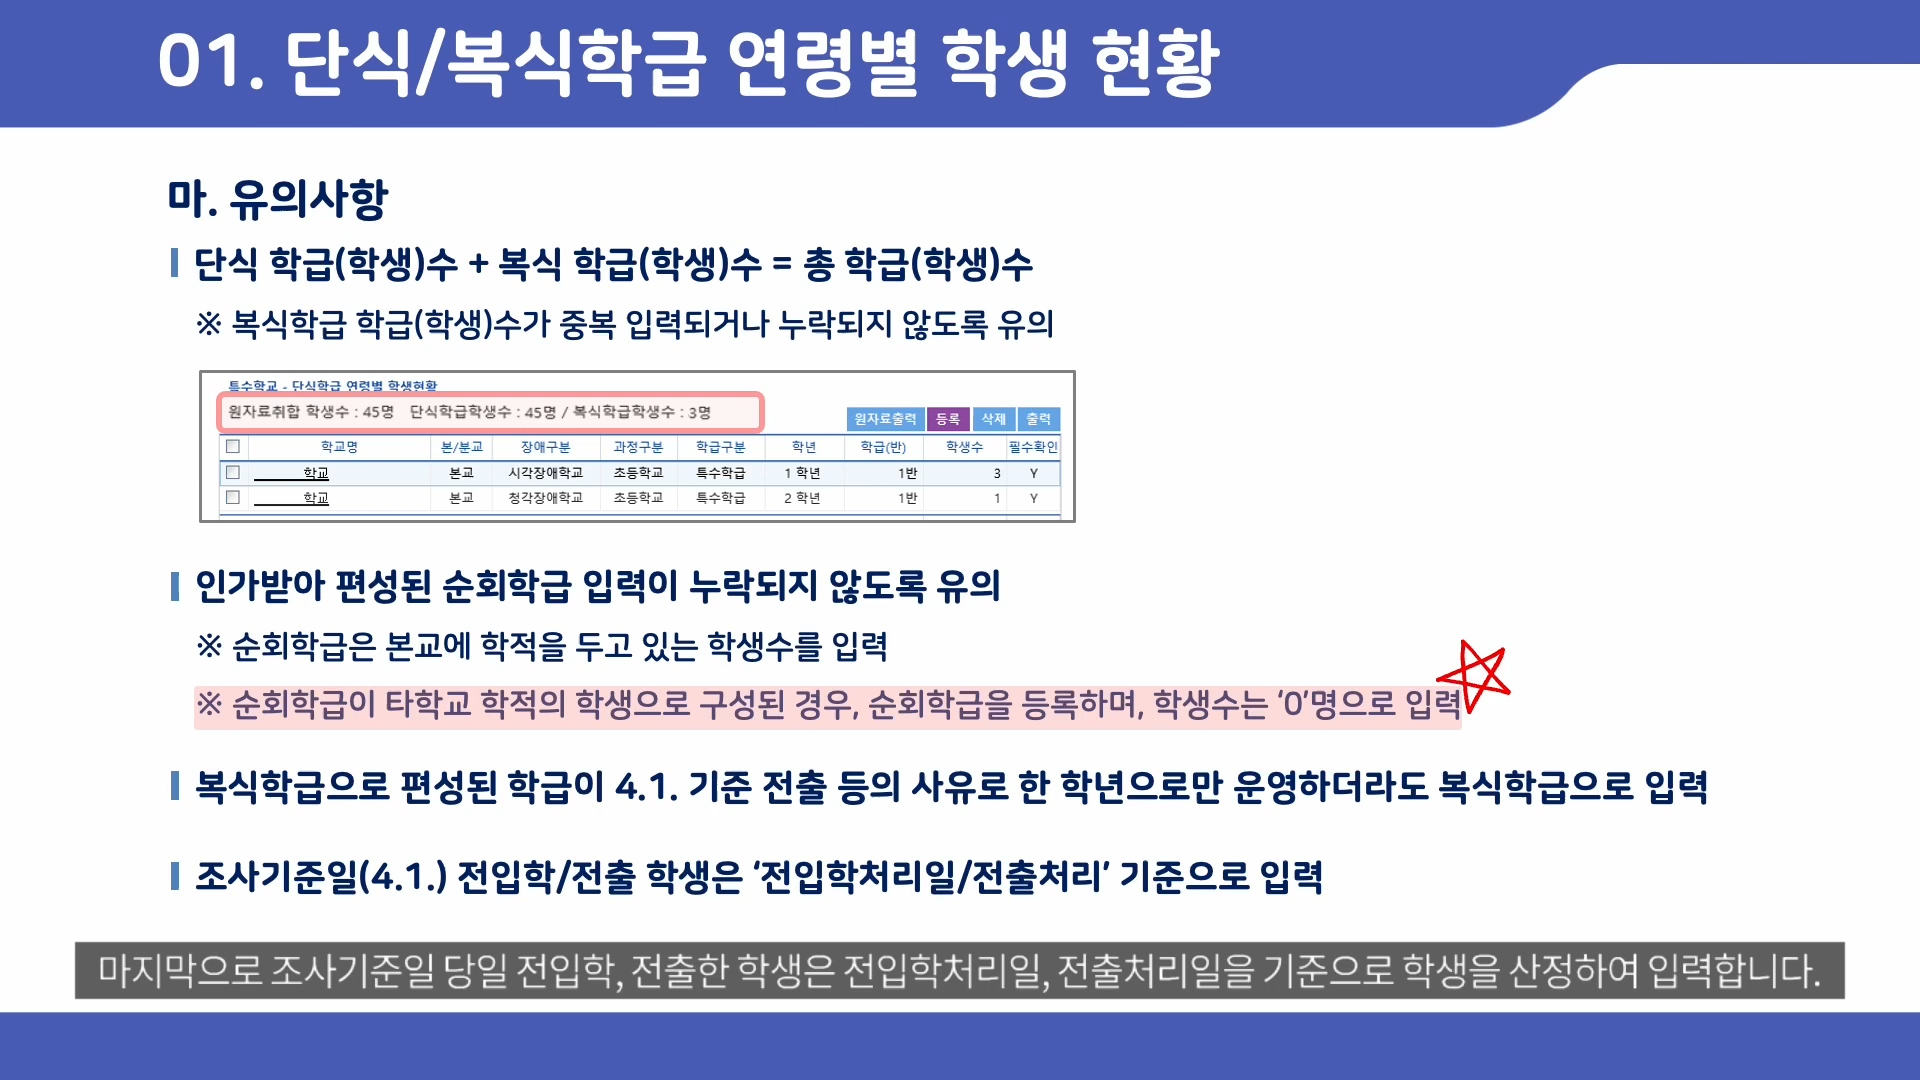 01. 단식/복식학급 연령별 학생 현황
마. 유의사항
단식 학급(학생)수 + 복식 학급(학생)수 = 총 학급(학생)수
※ 복식학급 학급(학생)수가 중복 입력되거나 누락되지 않도록 유의
특수학교 - 단식학급 연령별 학생현황
원자료취합 학생수 : 45명 단식학급학생수 : 45명 / 복식학급학생수 : 3명
원자료출력 등록 삭제 출력
학교명 본/분교 장애구분 과정구분 학급구분 학년 학급(반) 학생수 필수확인
학교 본교 시각장애학교 초등학교 특수학급 1 학년 1반 3 Y
학교 본교 청각장애학교 초등학교 특수학급 2 학년 1반 1 Y
인가받아 편성된 순회학급 입력이 누락되지 않도록 유의
※ 순회학급은 본교에 학적을 두고 있는 학생수를 입력
※ 순회학급이 타학교 학적의 학생으로 구성된 경우, 순회학급을 등록하며, 학생수는 ‘0’명으로 입력
복식학급으로 편성된 학급이 4.1. 기준 전출 등의 사유로 한 학년으로만 운영하더라도 복식학급으로 입력
조사기준일(4.1.) 전입학/전출 학생은 ‘전입학처리일/전출처리’ 기준으로 입력
마지막으로 조사기준일 당일 전입학, 전출한 학생은 전입학처리일, 전출처리일을 기준으로 학생을 산정하여 입력합니다.